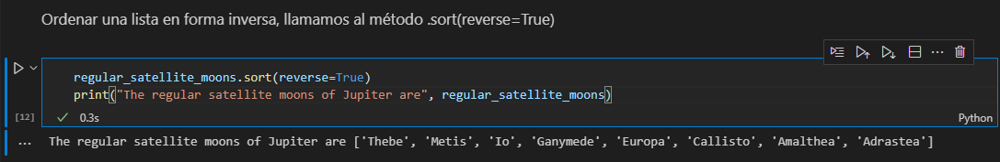 Ordenar una lista en forma inversa, llamamos al método .sort(reverse=True)
regular_satellite_moons.sort(reverse=True)
print("The regular satellite moons of Jupiter are", regular_satellite_moons)
[12]
0.3s
Python
The regular satellite moons of Jupiter are ['Thebe', 'Metis', 'Io', 'Ganymede', 'Europa', 'Callisto', 'Amalthea', 'Adrastea']